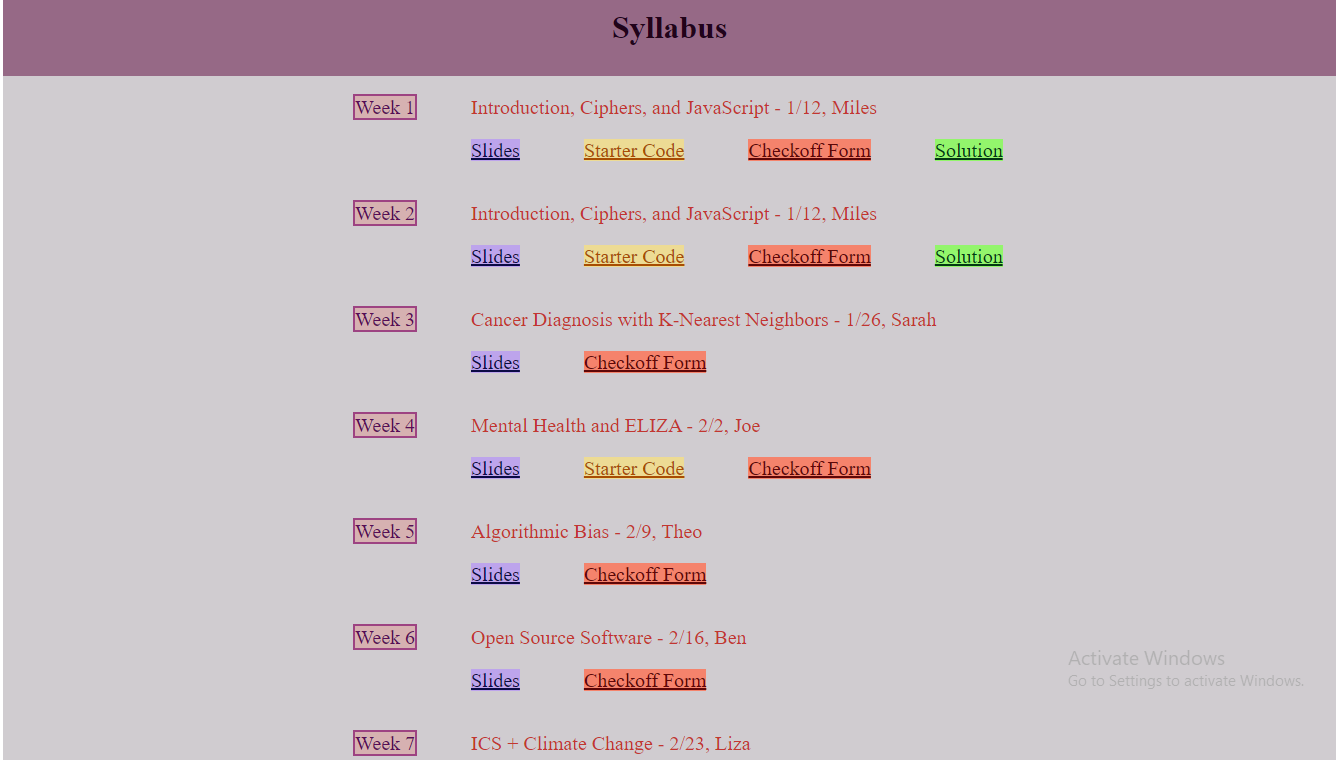 Syllabus
Week 1 Introduction, Ciphers, and JavaScript - 1/12, Miles
Slides Starter Code Checkoff Form Solution
Week 2 Introduction, Ciphers, and JavaScript - 1/12, Miles
Slides Starter Code Checkoff Form Solution
Week 3 Cancer Diagnosis with K-Nearest Neighbors - 1/26, Sarah
Slides Checkoff Form
Week 4 Mental Health and ELIZA - 2/2, Joe
Slides Starter Code Checkoff Form
Week 5 Algorithmic Bias - 2/9, Theo
Slides Checkoff Form
Week 6 Open Source Software - 2/16, Ben
Activate Windows
Slides Checkoff Form
Go to Settings to activate Windows.
Week 7 ICS + Climate Change - 2/23, Liza